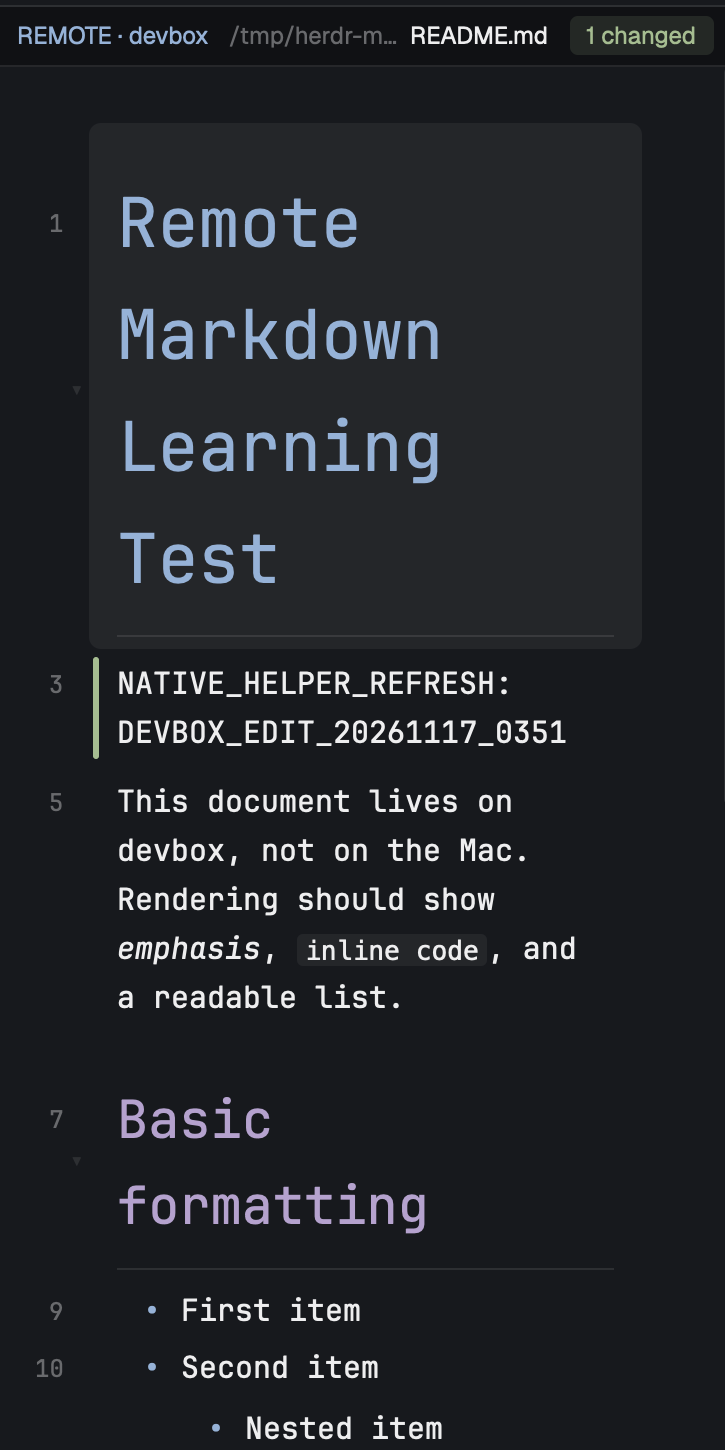 REMOTE · devbox /tmp/herdr-m... README.md 1 changed
1 Remote
Markdown
Learning
Test
3 NATIVE_HELPER_REFRESH:
DEVBOX_EDIT_20261117_0351
5 This document lives on
devbox, not on the Mac.
Rendering should show
emphasis, inline code, and
a readable list.
7 Basic
formatting
9 • First item
10 • Second item
• Nested item